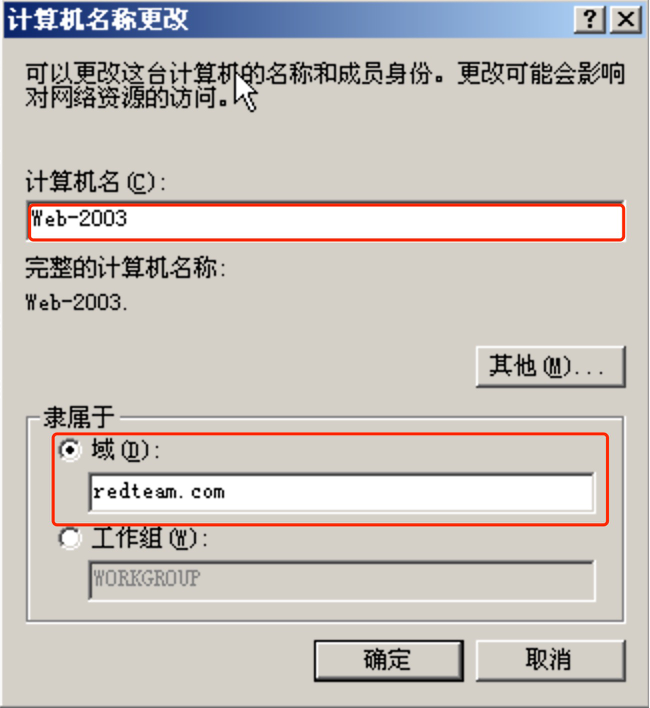 计算机名称更改
可以更改这台计算机的名称和成员身份。更改可能会影响
对网络资源的访问。
计算机名(C):
Web-2003
完整的计算机名称:
Web-2003.
其他(M)...
隶属于
域(D):
redteam.com
工作组(W):
WORKGROUP
确定
取消